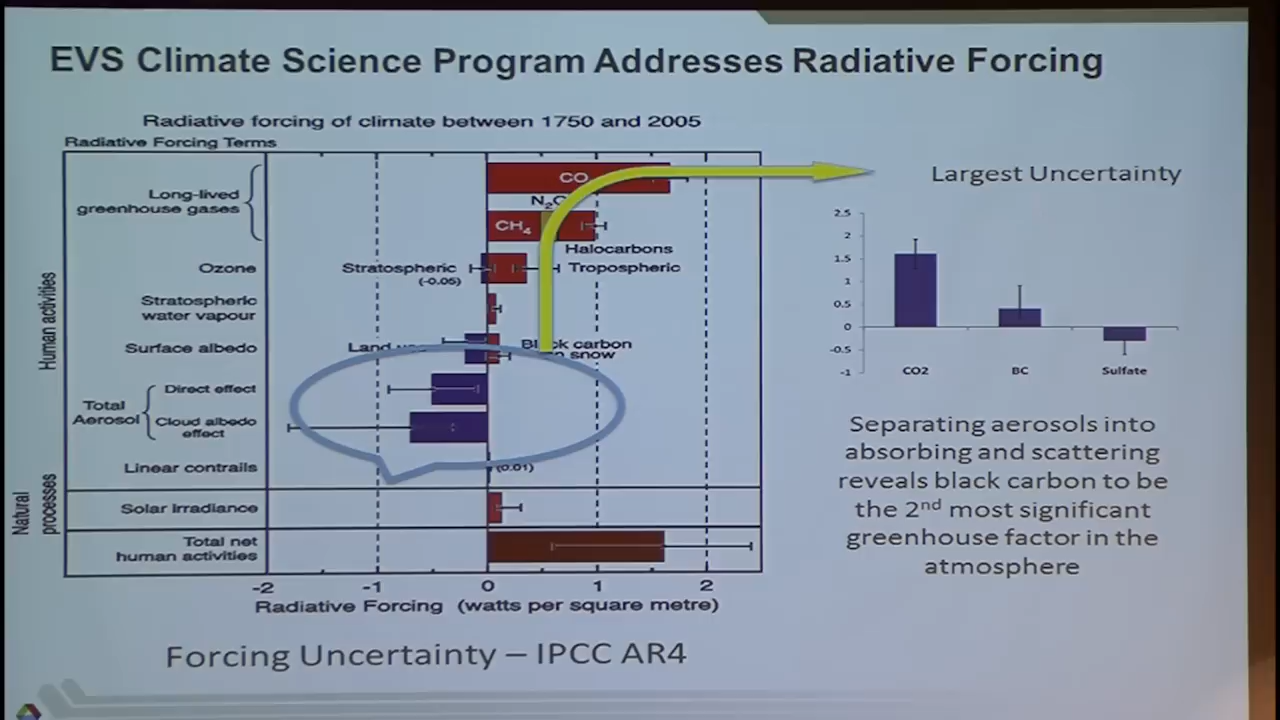 EVS Climate Science Program Addresses Radiative Forcing
Radiative forcing of climate between 1750 and 2005
Radiative Forcing Terms
Human activities
Long-lived
greenhouse gases
CO
N₂O
CH₄
Halocarbons
Ozone
Stratospheric
(-0.05)
Tropospheric
Stratospheric
water vapour
Surface albedo
Land
Black carbon
snow
Total
Aerosol
Direct effect
Cloud albedo
effect
Linear contrails
(0.01)
Natural
processes
Solar Irradiance
Total net
human activities
-2 -1 0 1 2
Radiative Forcing (watts per square metre)
Forcing Uncertainty – IPCC AR4
Largest Uncertainty
2.5
2
1.5
1
0.5
0
-0.5
-1
CO2 BC Sulfate
Separating aerosols into
absorbing and scattering
reveals black carbon to be
the 2nd most significant
greenhouse factor in the
atmosphere